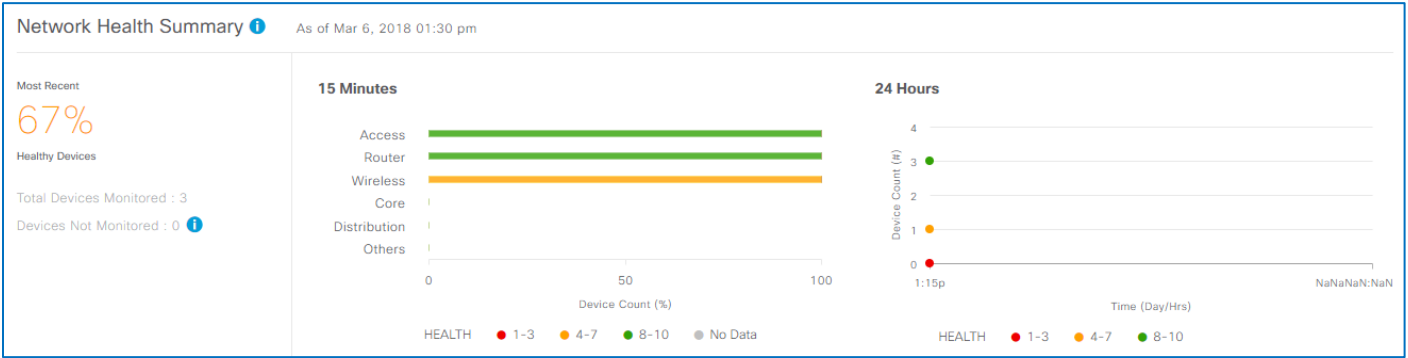 Network Health Summary i As of Mar 6, 2018 01:30 pm
Most Recent
67%
Healthy Devices
Total Devices Monitored : 3
Devices Not Monitored : 0 i
15 Minutes
Access
Router
Wireless
Core
Distribution
Others
0 50 100
Device Count (%)
HEALTH 1-3 4-7 8-10 No Data
24 Hours
Device Count (#)
4
3
2
1
0
1:15p NaNaNaN:NaN
Time (Day/Hrs)
HEALTH 1-3 4-7 8-10